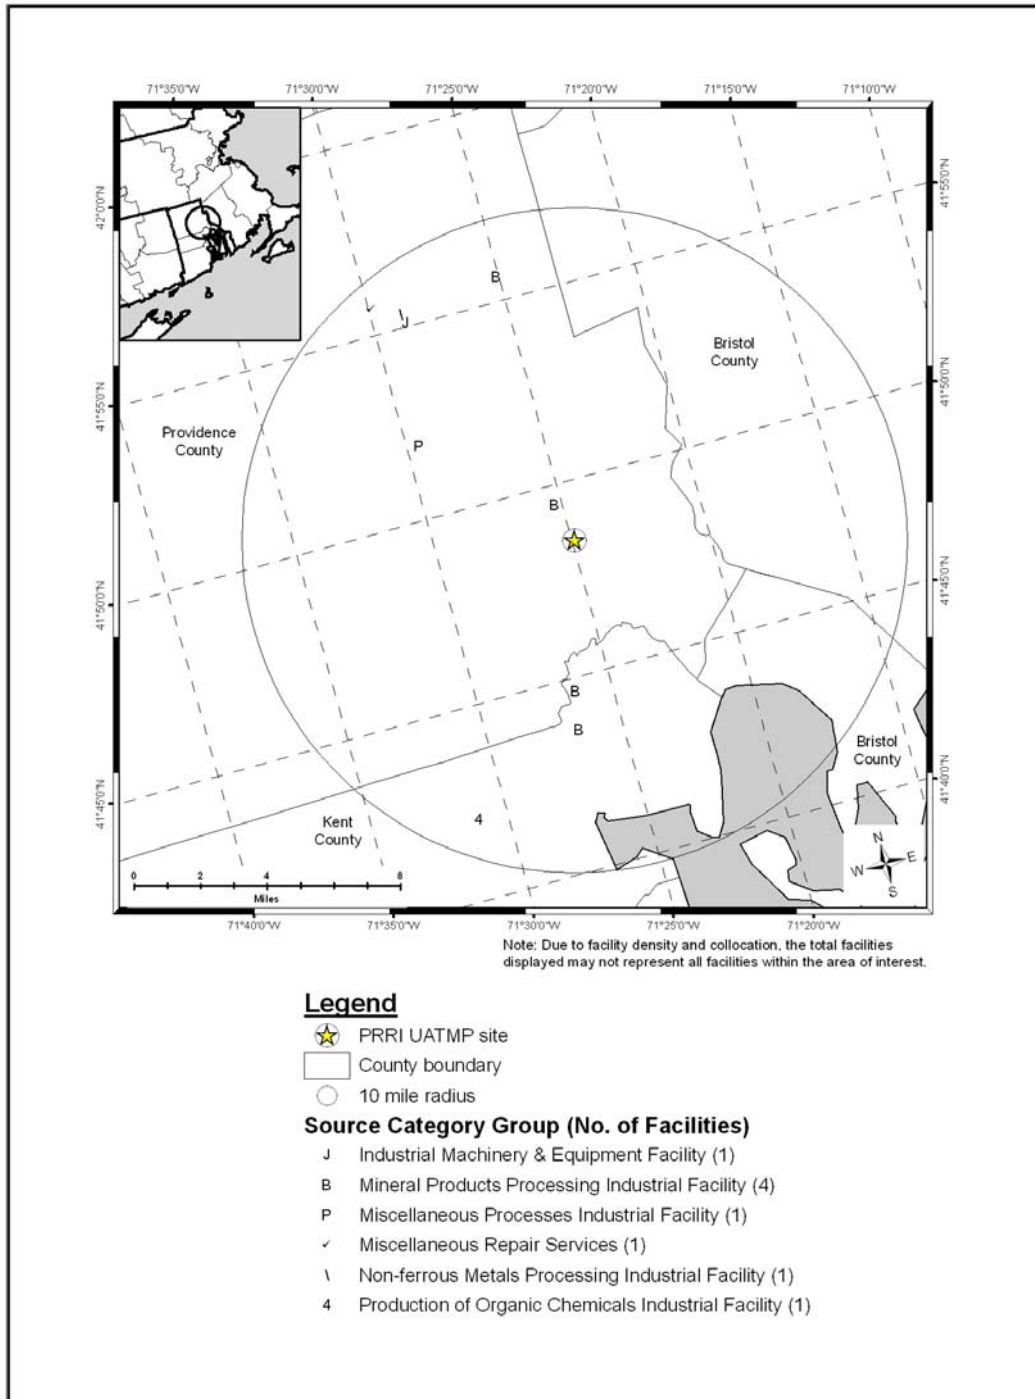 71°35'0"W 71°30'0"W 71°25'0"W 71°20'0"W 71°15'0"W 71°10'0"W
42°0'0"N
41°55'0"N
41°50'0"N
41°45'0"N
41°55'0"N
41°50'0"N
41°45'0"N
41°40'0"N
B
\
J
✓
Bristol
County
Providence
County
P
B
B
B
Bristol
County
4
Kent
County
N
W E
S
0 2 4 6 8
Miles
71°40'0"W 71°35'0"W 71°30'0"W 71°25'0"W 71°20'0"W
Note: Due to facility density and collocation, the total facilities
displayed may not represent all facilities within the area of interest.
Legend
PRRI UATMP site
County boundary
10 mile radius
Source Category Group (No. of Facilities)
J Industrial Machinery & Equipment Facility (1)
B Mineral Products Processing Industrial Facility (4)
P Miscellaneous Processes Industrial Facility (1)
✓ Miscellaneous Repair Services (1)
\ Non-ferrous Metals Processing Industrial Facility (1)
4 Production of Organic Chemicals Industrial Facility (1)